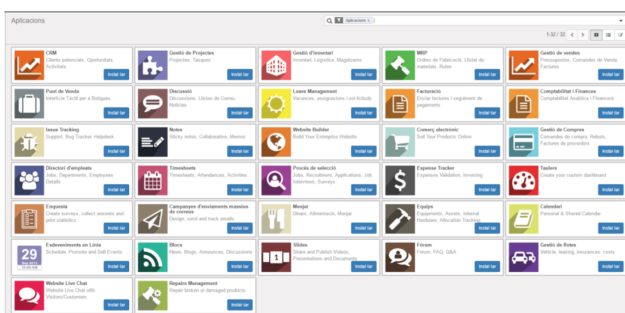 Aplicacions
Aplicacions x
1-32 / 32
CRM
Clients potencials, Oportunitats, Activitats
Instal·lar
Gestió de Projectes
Projectes, Tasques
Instal·lar
Gestió d'Inventari
Inventari, Logística, Magatzems
Instal·lar
MRP
Ordres de Fabricació, Llistat de materials, Rutes
Instal·lar
Gestió de vendes
Pressupostos, Comandes de Venda, Factures
Instal·lar
Punt de Venda
Interfície Tàctil per a Botigues
Instal·lar
Discussió
Discussions, Llistes de Correu, Notícies
Instal·lar
Leave Management
Vacances, assignacions i sol·licituds
Instal·lar
Facturació
Enviar factures i seguiment de pagaments
Instal·lar
Comptabilitat i Finances
Comptabilitat Analítica i Financera
Instal·lar
Issue Tracking
Support, Bug Tracker, Helpdesk
Instal·lar
Notes
Sticky notes, Collaborative, Memos
Instal·lar
Website Builder
Build Your Enterprise Website
Instal·lar
Comerç electrònic
Sell Your Products Online
Instal·lar
Gestió de Compres
Comandes de compra, Rebuts, Factures de proveïdors
Instal·lar
Directori d'empleats
Jobs, Departments, Employees Details
Instal·lar
Timesheets
Timesheets, Attendances, Activities
Instal·lar
Procés de selecció
Jobs, Recruitment, Applications, Job Interviews, Surveys
Instal·lar
Expense Tracker
Expenses Validation, Invoicing
Instal·lar
Taulers
Create your custom dashboard
Instal·lar
Enquesta
Create surveys, collect answers and print statistics
Instal·lar
Campanyes d'enviaments massius de correus
Design, send and track emails
Instal·lar
Menjar
Dinars, Alimentació, Menjar
Instal·lar
Equips
Equipments, Assets, Internal Hardware, Allocation Tracking
Instal·lar
Calendari
Personal & Shared Calendar
Instal·lar
29
Esdeveniments en Línia
Schedule, Promote and Sell Events
Instal·lar
Blocs
News, Blogs, Announces, Discussions
Instal·lar
1
Slides
Share and Publish Videos, Presentations and Documents
Instal·lar
Fòrum
Forum, FAQ, Q&A
Instal·lar
Gestió de flotes
Vehicle, leasing, insurances, costs
Instal·lar
Website Live Chat
Website Live Chat with Visitors/Customers
Instal·lar
Repairs Management
Repair broken or damaged products
Instal·lar